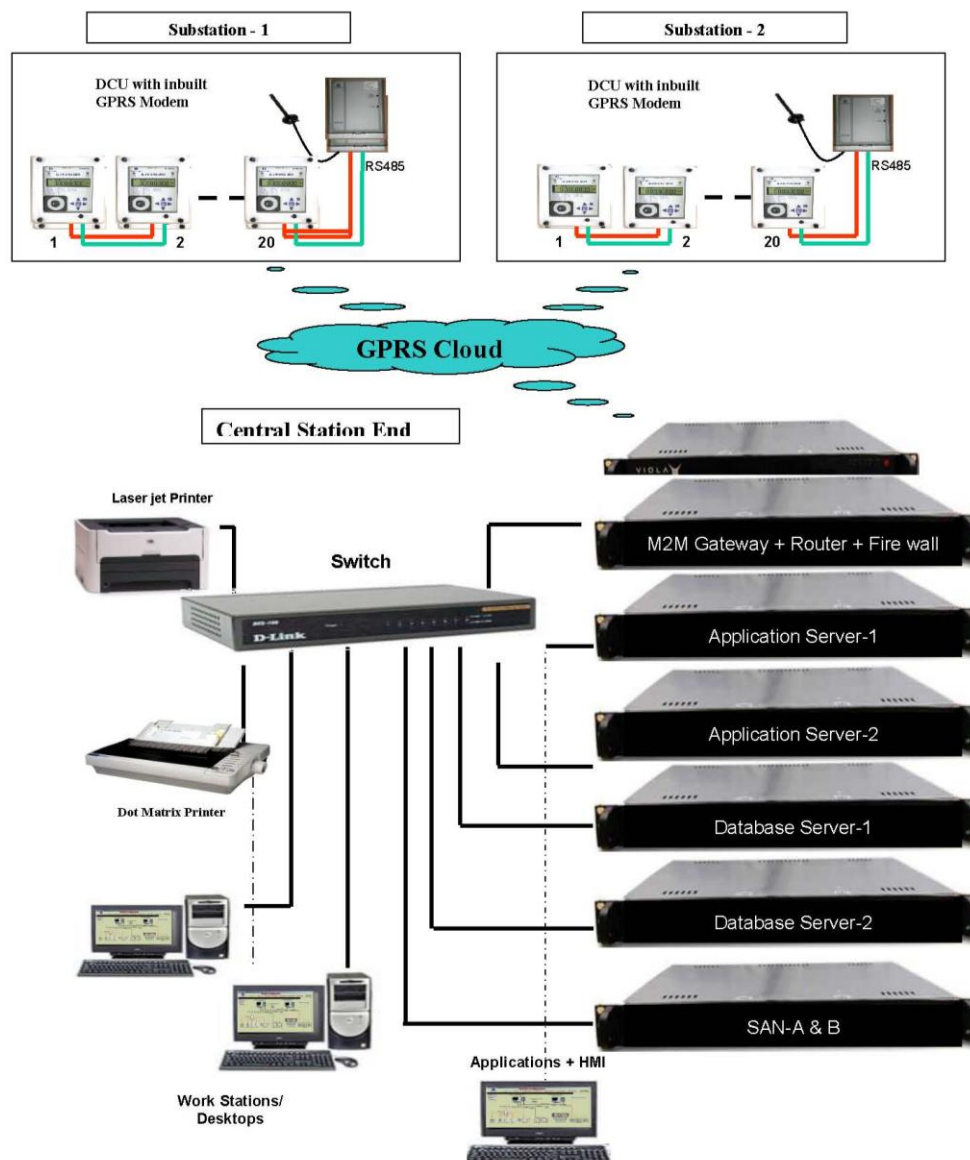 Substation - 1
Substation - 2
DCU with inbuilt
GPRS Modem
RS485
1
2
20
DCU with inbuilt
GPRS Modem
RS485
1
2
20
GPRS Cloud
Central Station End
VIOLA
Laser jet Printer
M2M Gateway + Router + Fire wall
Switch
D-Link
Application Server-1
Application Server-2
Dot Matrix Printer
Database Server-1
Database Server-2
SAN-A & B
Applications + HMI
Work Stations/
Desktops